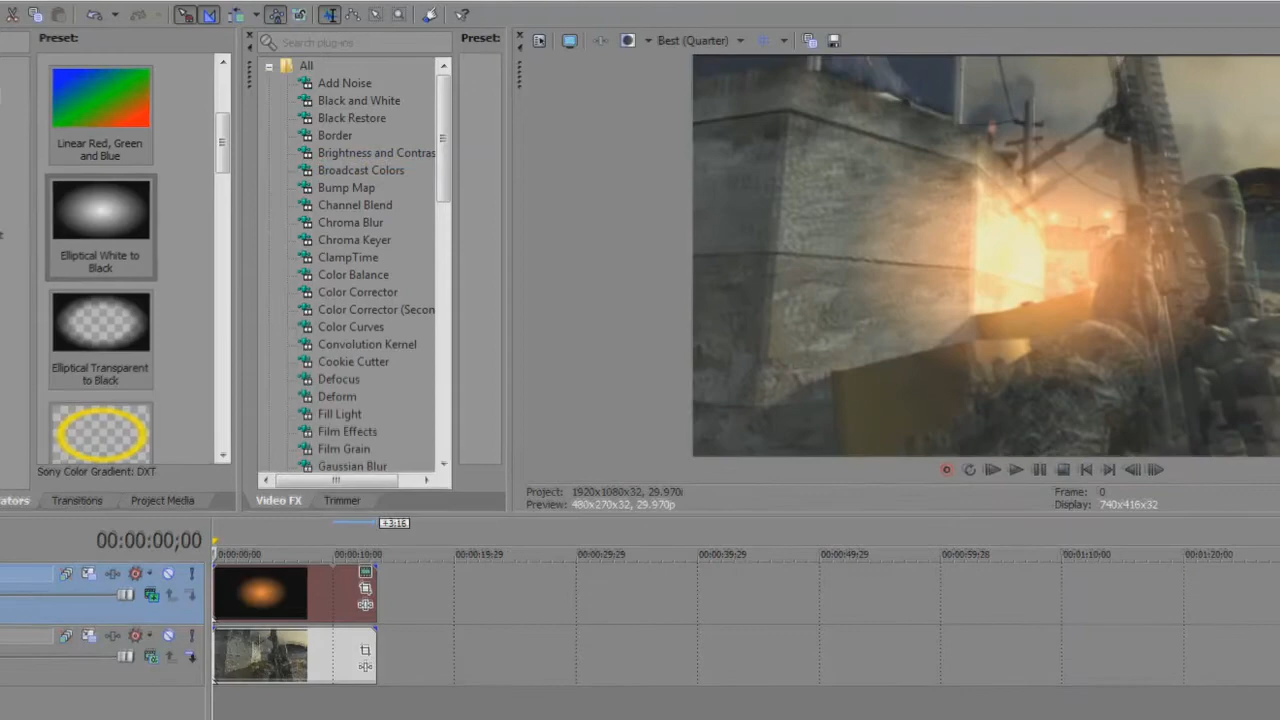 Preset:
Linear Red, Green
and Blue
Elliptical White to
Black
Elliptical Transparent
to Black
Sony Color Gradient: DXT
Transitions
Project Media
Search plug-ins
All
Add Noise
Black and White
Black Restore
Border
Brightness and Contras
Broadcast Colors
Bump Map
Channel Blend
Chroma Blur
Chroma Keyer
ClampTime
Color Balance
Color Corrector
Color Corrector (Secon
Color Curves
Convolution Kernel
Cookie Cutter
Defocus
Deform
Fill Light
Film Effects
Film Grain
Gaussian Blur
Video FX
Trimmer
Preset:
Best (Quarter)
Project: 1920x1080x32, 29.970i
Preview: 480x270x32, 29.970p
Frame: 0
Display: 740x416x32
+3:16
00:00:00;00
0:00:00:00 00:00:10:00 00:00:19:29 00:00:29:29 00:00:39:29 00:00:49:29 00:00:59:28 00:01:10:00 00:01:20:00